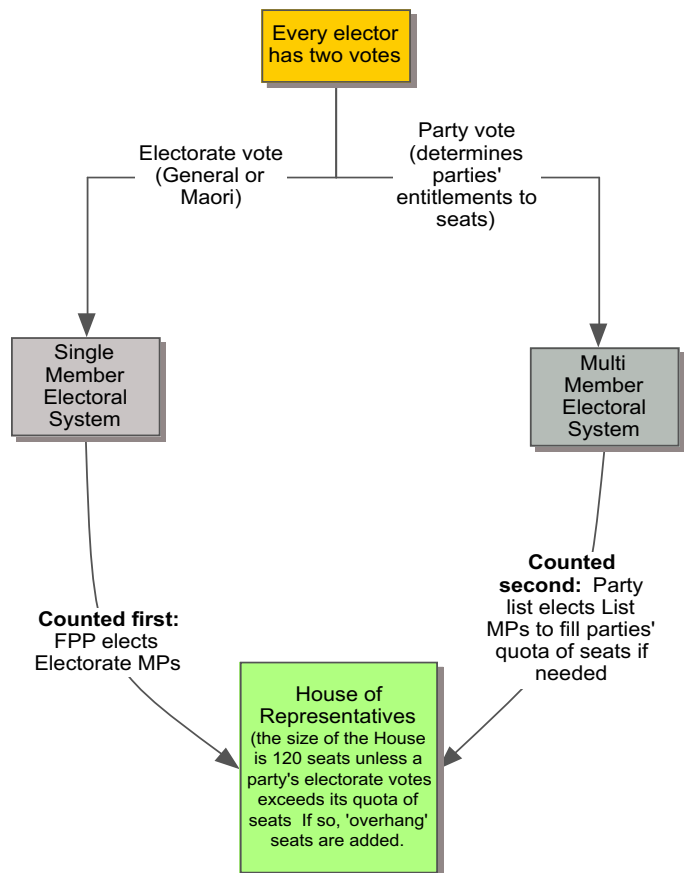 Every elector
has two votes
Electorate vote
(General or
Maori)
Party vote
(determines
parties'
entitlements to
seats)
Single
Member
Electoral
System
Multi
Member
Electoral
System
Counted first:
FPP elects
Electorate MPs
Counted
second: Party
list elects List
MPs to fill parties'
quota of seats if
needed
House of
Representatives
(the size of the House
is 120 seats unless a
party's electorate votes
exceeds its quota of
seats If so, 'overhang'
seats are added.